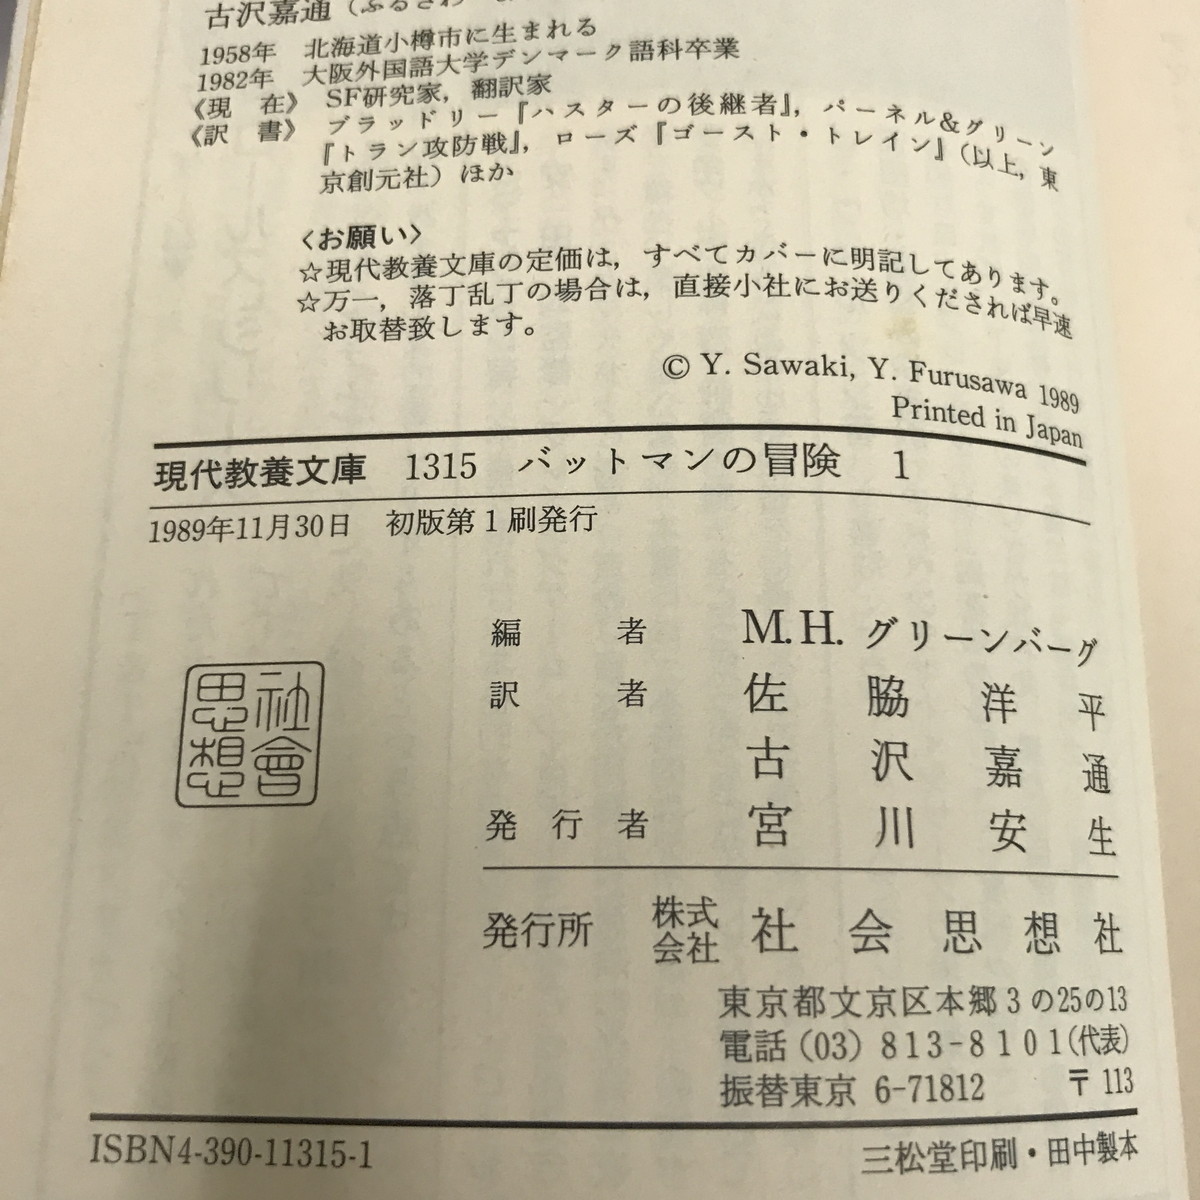 古沢嘉通（ふるさわ
1958年　北海道小樽市に生まれる
1982年　大阪外国語大学デンマーク語科卒業
《現　在》　SF研究家，翻訳家
《訳　書》　ブラッドリー『ハスターの後継者』，パーネル&グリーン
『トラン攻防戦』，ローズ『ゴースト・トレイン』（以上，東
京創元社）ほか
〈お願い〉
☆現代教養文庫の定価は，すべてカバーに明記してあります。
☆万一，落丁乱丁の場合は，直接小社にお送りくだされば早速
お取替致します。
© Y. Sawaki, Y. Furusawa 1989
Printed in Japan
現代教養文庫　1315　バットマンの冒険　1
1989年11月30日　初版第1刷発行
編者　M.H.グリーンバーグ
訳者　佐脇洋平
古沢嘉通
発行者　宮川安生
社會
思想
発行所　株式会社　社会思想社
東京都文京区本郷3の25の13
電話（03）813-8101(代表)
振替東京 6-71812　〒113
ISBN4-390-11315-1　三松堂印刷・田中製本